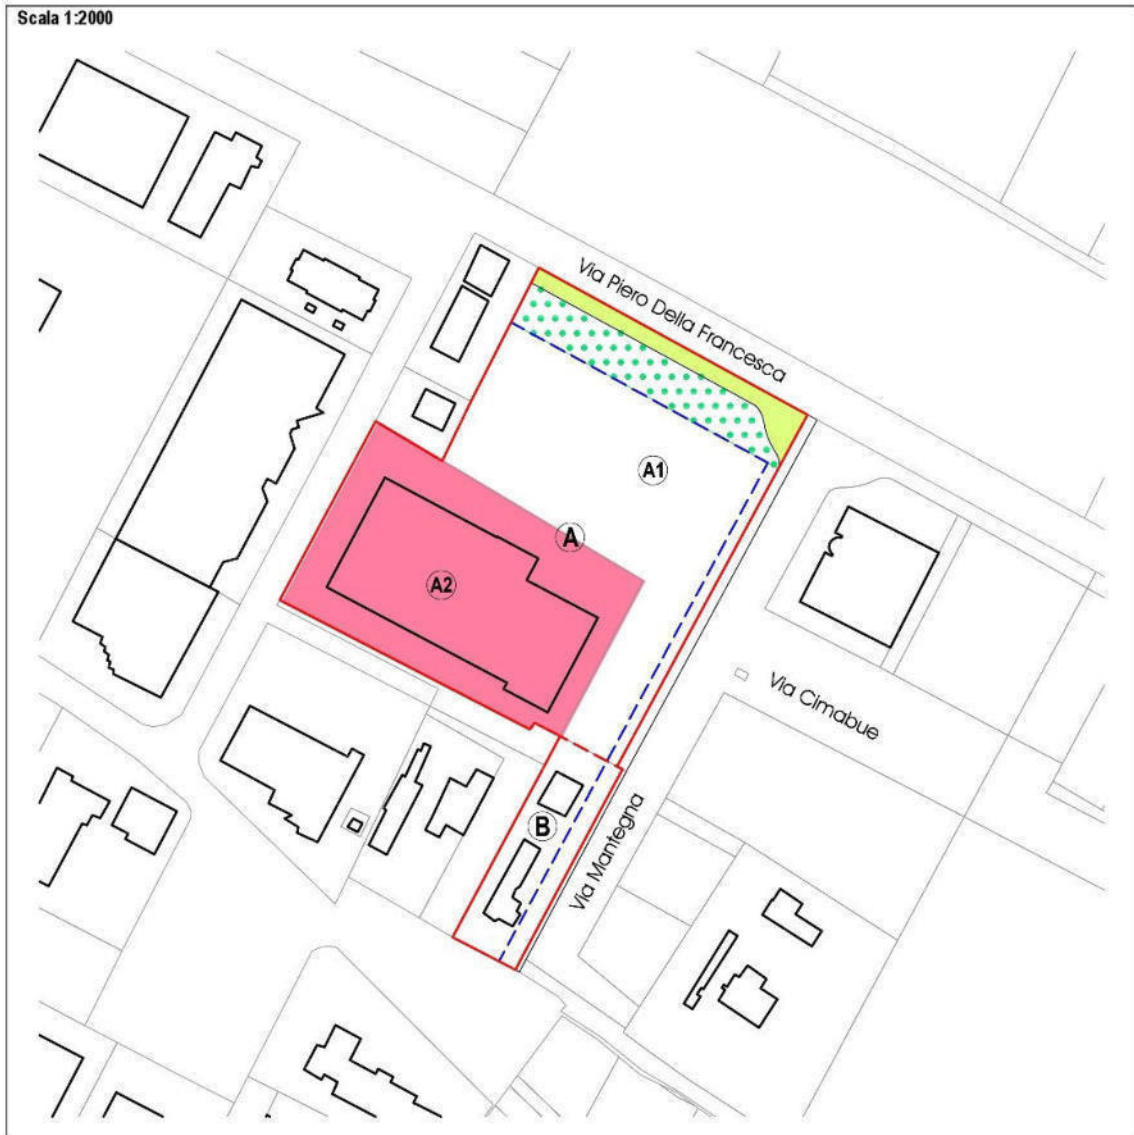 Scala 1:2000
Via Piero Della Francesca
A1
A
A2
Via Cimabue
B
Via Mantegna